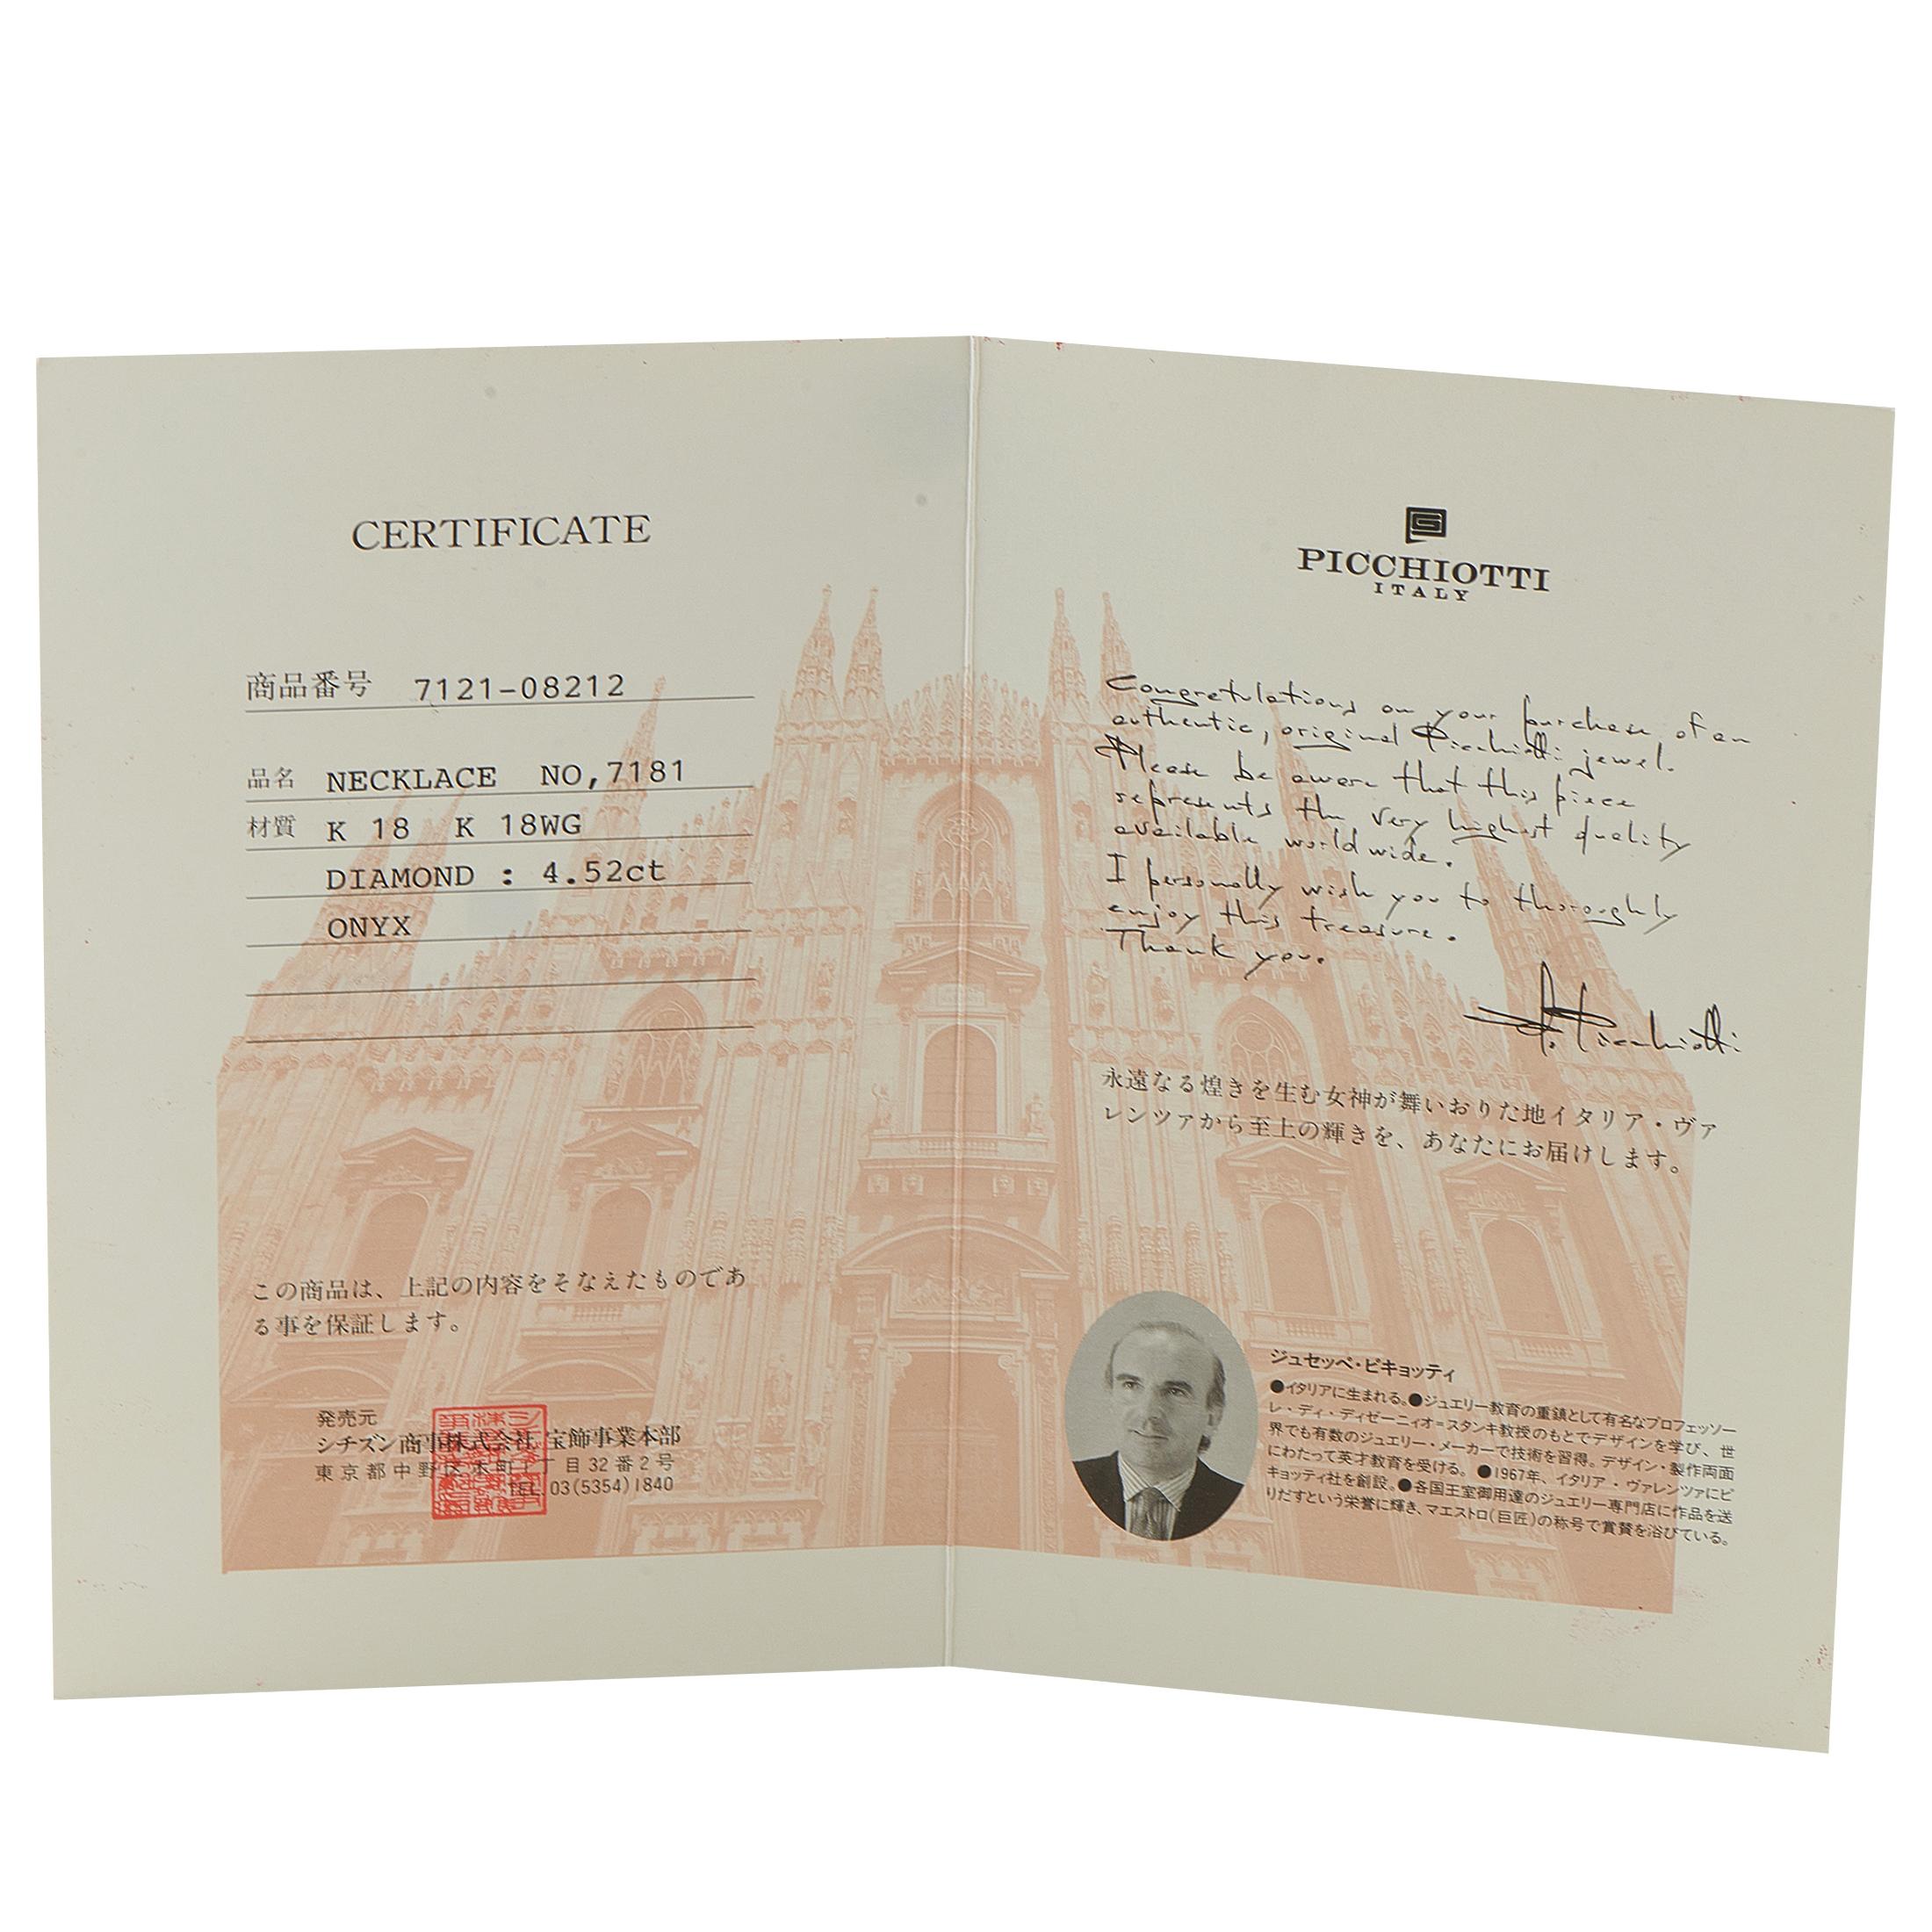 CERTIFICATE
商品番号 7121-08212
品名 NECKLACE NO,7181
材質 K 18 K 18WG
DIAMOND : 4.52ct
ONYX
この商品は、上記の内容をそなえたものであ
る事を保証します。
発売元
シチズン商事株式会社 宝飾事業本部
東京都中野区本町1丁目32番2号
TEL 03(5354)1840
PICCHIOTTI
ITALY
Congratulations on your purchase of an
authentic, original Picchiotti jewel.
Please be aware that this piece
represents the very highest quality
available worldwide.
I personally wish you to thoroughly
enjoy this treasure.
Thank you.
G. Picchiotti
永遠なる煌きを生む女神が舞いおりた地イタリア・ヴァ
レンツァから至上の輝きを、あなたにお届けします。
ジュセッペ・ピキョッティ
●イタリアに生まれる。●ジュエリー教育の重鎮として有名なプロフェッソー
レ・ディ・ディゼーニィオ=スタンキ教授のもとでデザインを学び、世
界でも有数のジュエリー・メーカーで技術を習得。デザイン・製作両面
にわたって英才教育を受ける。●1967年、イタリア・ヴァレンツァにピ
キョッティ社を創設。●各国王室御用達のジュエリー専門店に作品を送
りだすという栄誉に輝き、マエストロ(巨匠)の称号で賞賛を浴びている。